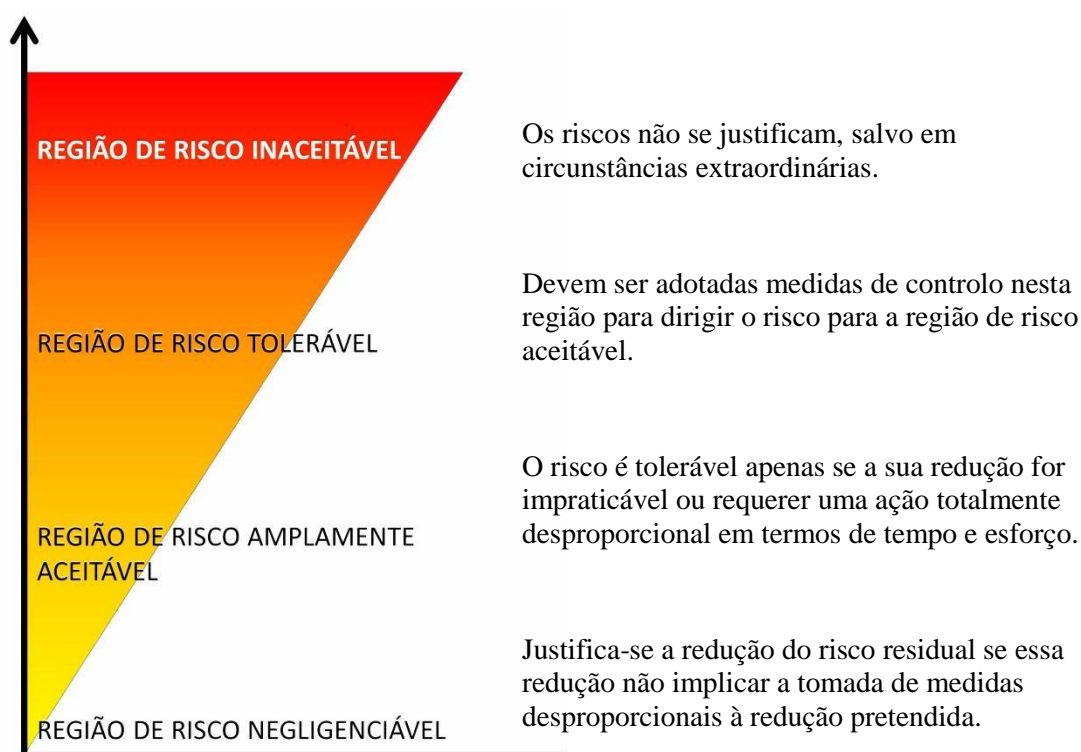 REGIÃO DE RISCO INACEITÁVEL
Os riscos não se justificam, salvo em
circunstâncias extraordinárias.
REGIÃO DE RISCO TOLERÁVEL
Devem ser adotadas medidas de controlo nesta
região para dirigir o risco para a região de risco
aceitável.
REGIÃO DE RISCO AMPLAMENTE
ACEITÁVEL
O risco é tolerável apenas se a sua redução for
impraticável ou requerer uma ação totalmente
desproporcional em termos de tempo e esforço.
REGIÃO DE RISCO NEGLIGENCIÁVEL
Justifica-se a redução do risco residual se essa
redução não implicar a tomada de medidas
desproporcionais à redução pretendida.